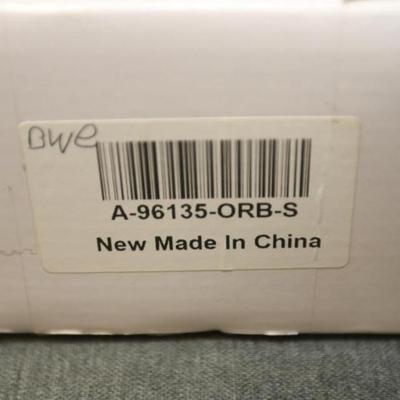 BWe
A-96135-ORB-S
New Made In China